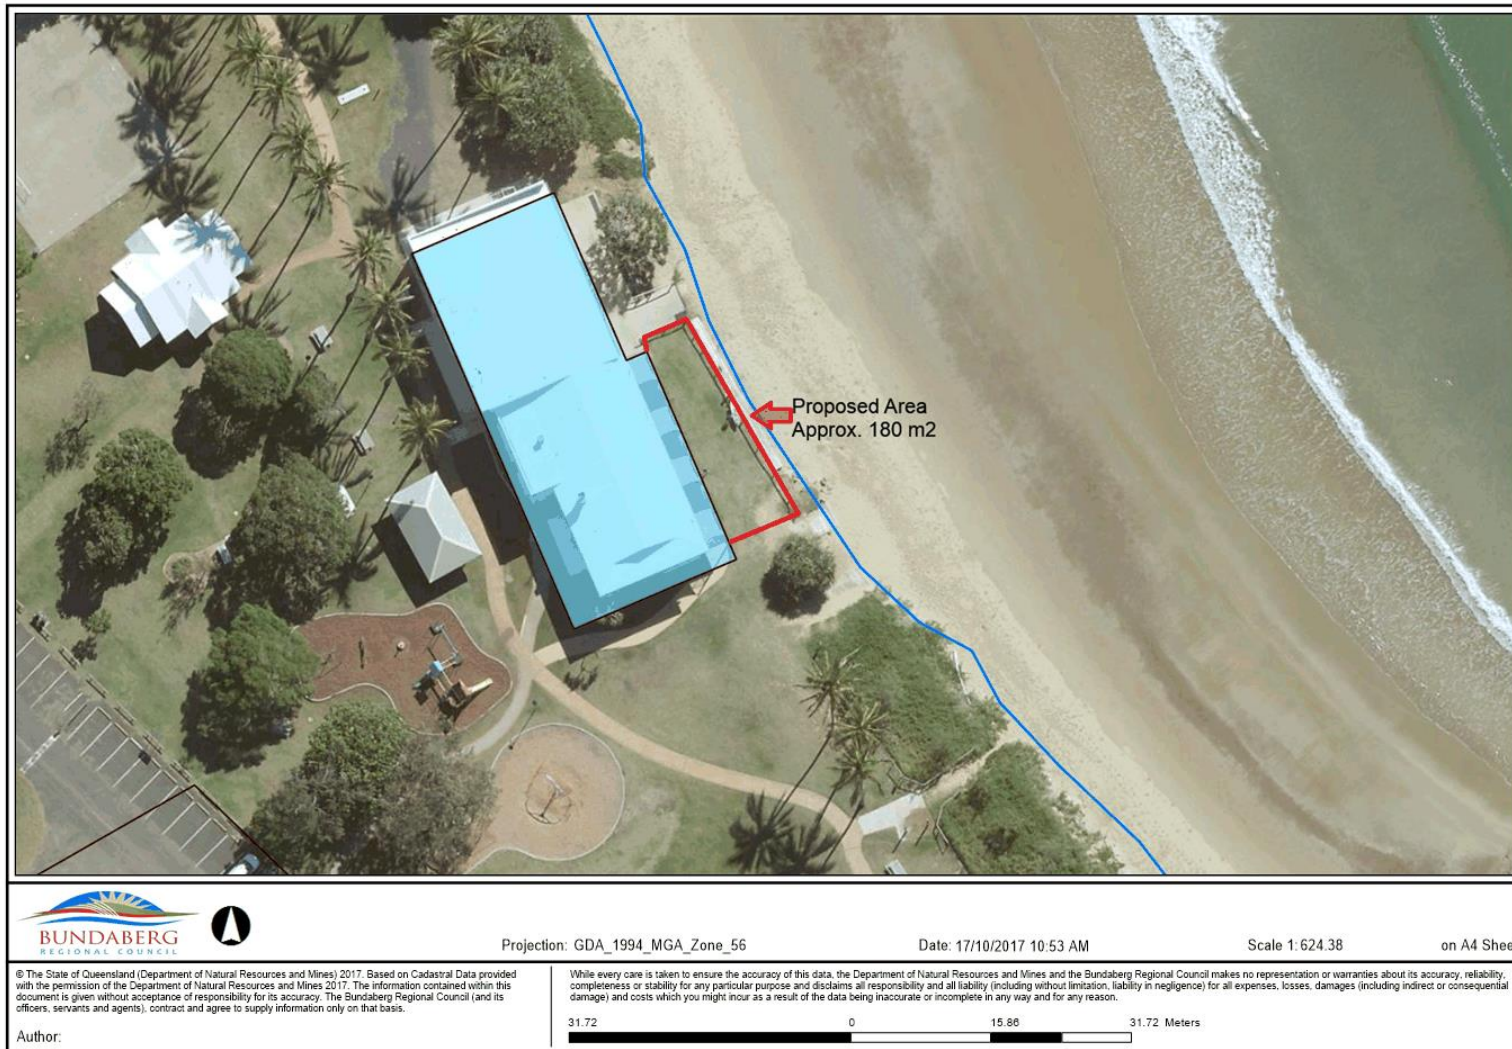 Proposed Area
Approx. 180 m2
BUNDABERG
REGIONAL COUNCIL
Projection: GDA_1994_MGA_Zone_56
Date: 17/10/2017 10:53 AM
Scale 1: 624.38
on A4 Shee
© The State of Queensland (Department of Natural Resources and Mines) 2017. Based on Cadastral Data provided
with the permission of the Department of Natural Resources and Mines 2017. The information contained within this
document is given without acceptance of responsibility for its accuracy. The Bundaberg Regional Council (and its
officers, servants and agents), contract and agree to supply information only on that basis.
Author:
While every care is taken to ensure the accuracy of this data, the Department of Natural Resources and Mines and the Bundaberg Regional Council makes no representation or warranties about its accuracy, reliability,
completeness or stability for any particular purpose and disclaims all responsibility and all liability (including without limitation, liability in negligence) for all expenses, losses, damages (including indirect or consequential
damage) and costs which you might incur as a result of the data being inaccurate or incomplete in any way and for any reason.
31.72 0 15.86 31.72 Meters